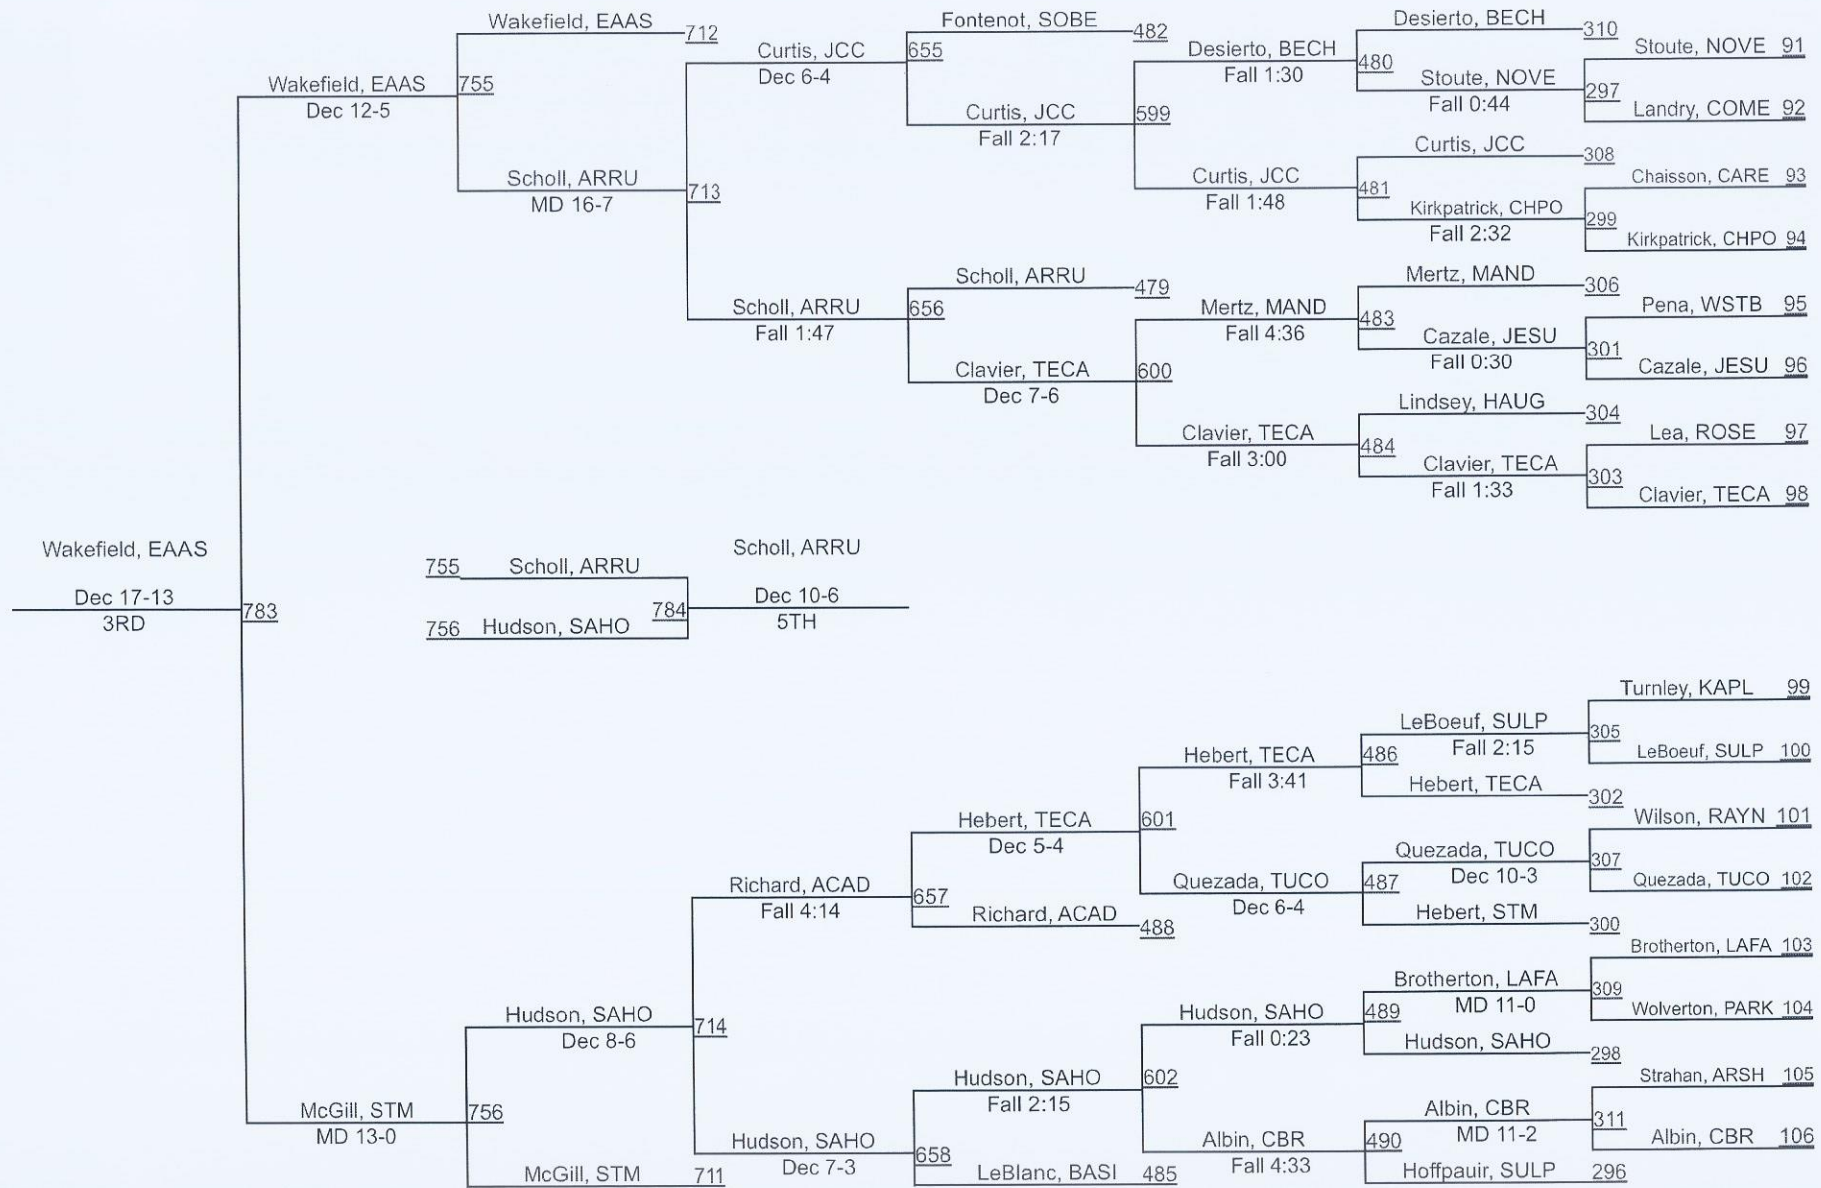 Wakefield, EAAS
712
Fontenot, SOBE
482
Desierto, BECH
310
Stoute, NOVE 91
Curtis, JCC
655
Dec 6-4
Desierto, BECH
480
Fall 1:30
Stoute, NOVE
297
Fall 0:44
Landry, COME 92
Wakefield, EAAS
755
Dec 12-5
Curtis, JCC
599
Fall 2:17
Curtis, JCC
308
Chaisson, CARE 93
Scholl, ARRU
713
MD 16-7
Curtis, JCC
481
Fall 1:48
Kirkpatrick, CHPO
299
Fall 2:32
Kirkpatrick, CHPO 94
Scholl, ARRU
479
Mertz, MAND
306
Pena, WSTB 95
Scholl, ARRU
656
Fall 1:47
Mertz, MAND
483
Fall 4:36
Cazale, JESU
301
Fall 0:30
Cazale, JESU 96
Clavier, TECA
600
Dec 7-6
Lindsey, HAUG
304
Lea, ROSE 97
Clavier, TECA
484
Fall 3:00
Clavier, TECA
303
Fall 1:33
Clavier, TECA 98
Wakefield, EAAS
Dec 17-13
783
3RD
755 Scholl, ARRU
Scholl, ARRU
784
Dec 10-6
5TH
756 Hudson, SAHO
Turnley, KAPL 99
LeBoeuf, SULP
305
Fall 2:15
LeBoeuf, SULP 100
Hebert, TECA
486
Fall 3:41
Hebert, TECA
302
Wilson, RAYN 101
Hebert, TECA
601
Dec 5-4
Quezada, TUCO
307
Dec 10-3
Quezada, TUCO 102
Richard, ACAD
657
Fall 4:14
Quezada, TUCO
487
Dec 6-4
Richard, ACAD
488
Hebert, STM
300
Brotherton, LAFA 103
Brotherton, LAFA
309
MD 11-0
Wolverton, PARK 104
Hudson, SAHO
714
Dec 8-6
Hudson, SAHO
489
Fall 0:23
Hudson, SAHO
298
Strahan, ARSH 105
Hudson, SAHO
602
Fall 2:15
McGill, STM
756
MD 13-0
Albin, CBR
311
MD 11-2
Albin, CBR 106
Hudson, SAHO
658
Dec 7-3
Albin, CBR
490
Fall 4:33
McGill, STM
711
LeBlanc, BASI
485
Hoffpauir, SULP
296